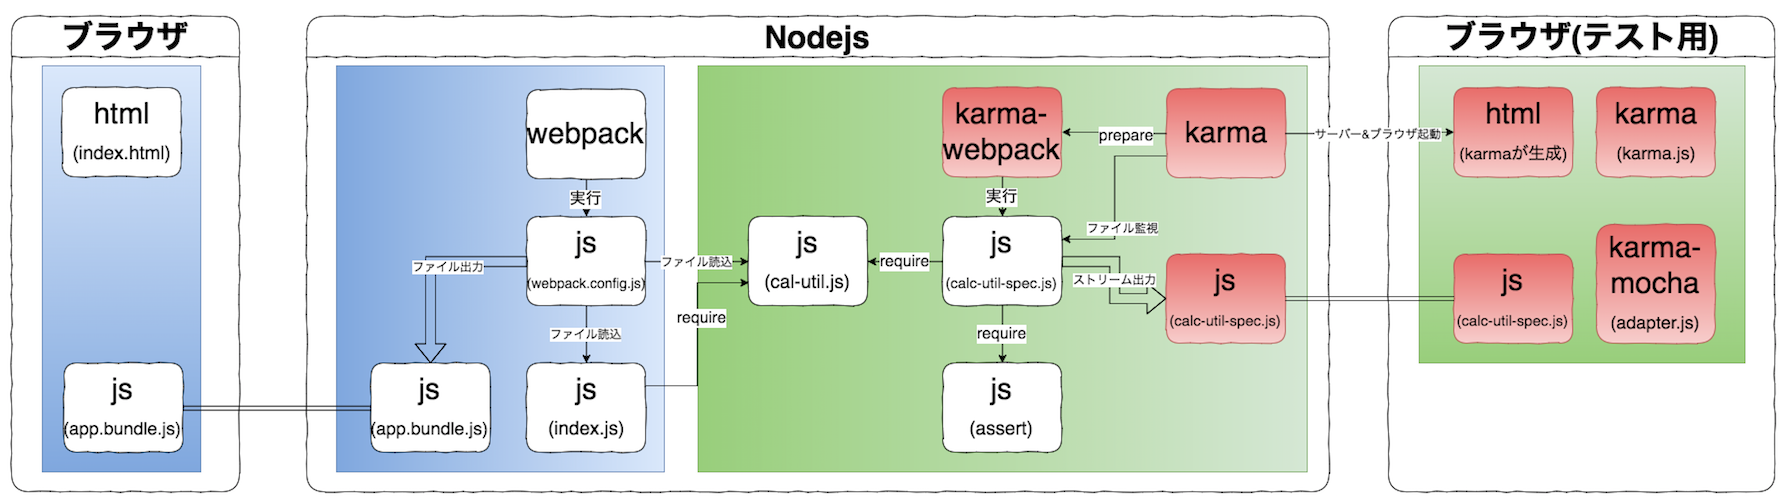 ブラウザ
html
(index.html)
js
(app.bundle.js)
Nodejs
webpack
実行
js
(webpack.config.js)
ファイル出力
ファイル読込
ファイル読込
js
(app.bundle.js)
js
(index.js)
require
js
(cal-util.js)
karma-
webpack
prepare
karma
実行
ファイル監視
require
js
(calc-util-spec.js)
ストリーム出力
js
(calc-util-spec.js)
require
js
(assert)
サーバー&ブラウザ起動
ブラウザ(テスト用)
html
(karmaが生成)
karma
(karma.js)
js
(calc-util-spec.js)
karma-
mocha
(adapter.js)